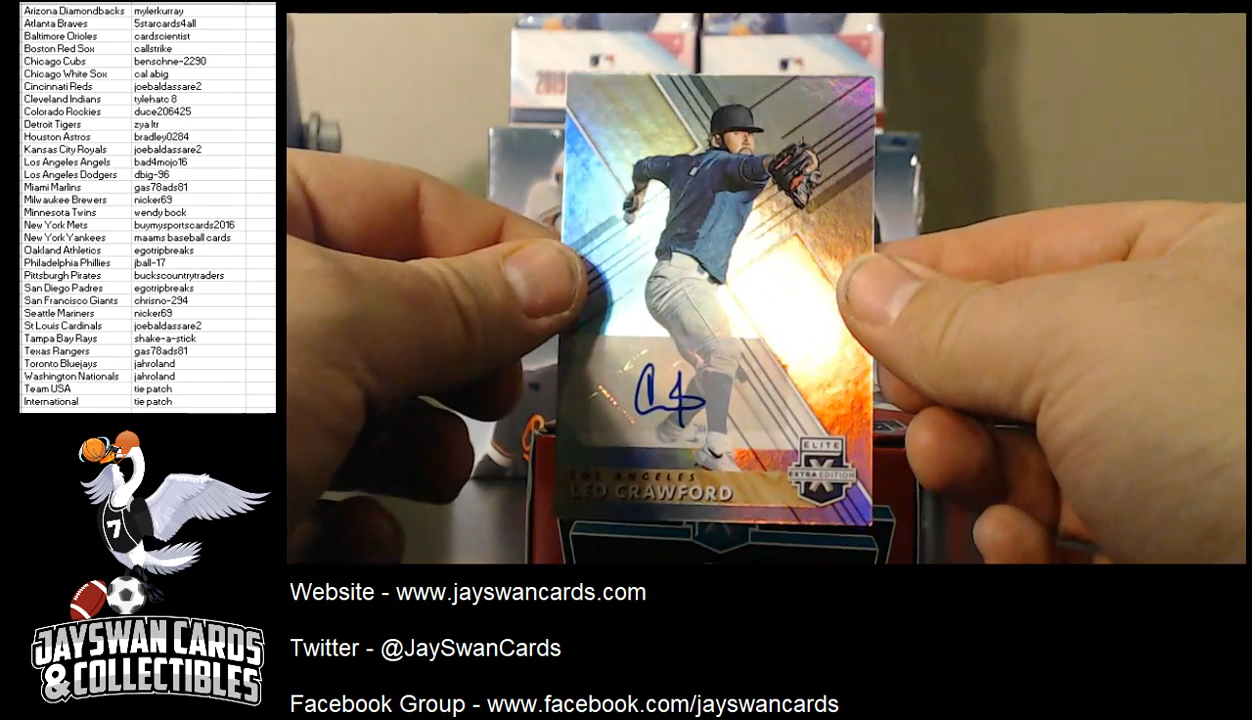 Arizona Diamondbacks mylerkurray
Atlanta Braves 5starcards4all
Baltimore Orioles cardscientist
Boston Red Sox callstrike
Chicago Cubs benschne-2290
Chicago White Sox cal abig
Cincinnati Reds joebaldassare2
Cleveland Indians tylehatc 8
Colorado Rockies duce206425
Detroit Tigers zya ltr
Houston Astros bradley0284
Kansas City Royals joebaldassare2
Los Angeles Angels bad4mojo16
Los Angeles Dodgers dbig-96
Miami Marlins gas78ads81
Milwaukee Brewers nicker69
Minnesota Twins wendy bock
New York Mets buymysportscards2016
New York Yankees maams baseball cards
Oakland Athletics egotripbreaks
Philadelphia Phillies jball-17
Pittsburgh Pirates buckscountrytraders
San Diego Padres egotripbreaks
San Francisco Giants chrisno-294
Seattle Mariners nicker69
St Louis Cardinals joebaldassare2
Tampa Bay Rays shake-a-stick
Texas Rangers gas78ads81
Toronto Bluejays jahroland
Washington Nationals jahroland
Team USA tie patch
International tie patch
7
JAYSWAN CARDS
& COLLECTIBLES
2019
ELITE
X
EXTRA EDITION
LOS ANGELES
LEO CRAWFORD
Website - www.jayswancards.com
Twitter - @JaySwanCards
Facebook Group - www.facebook.com/jayswancards